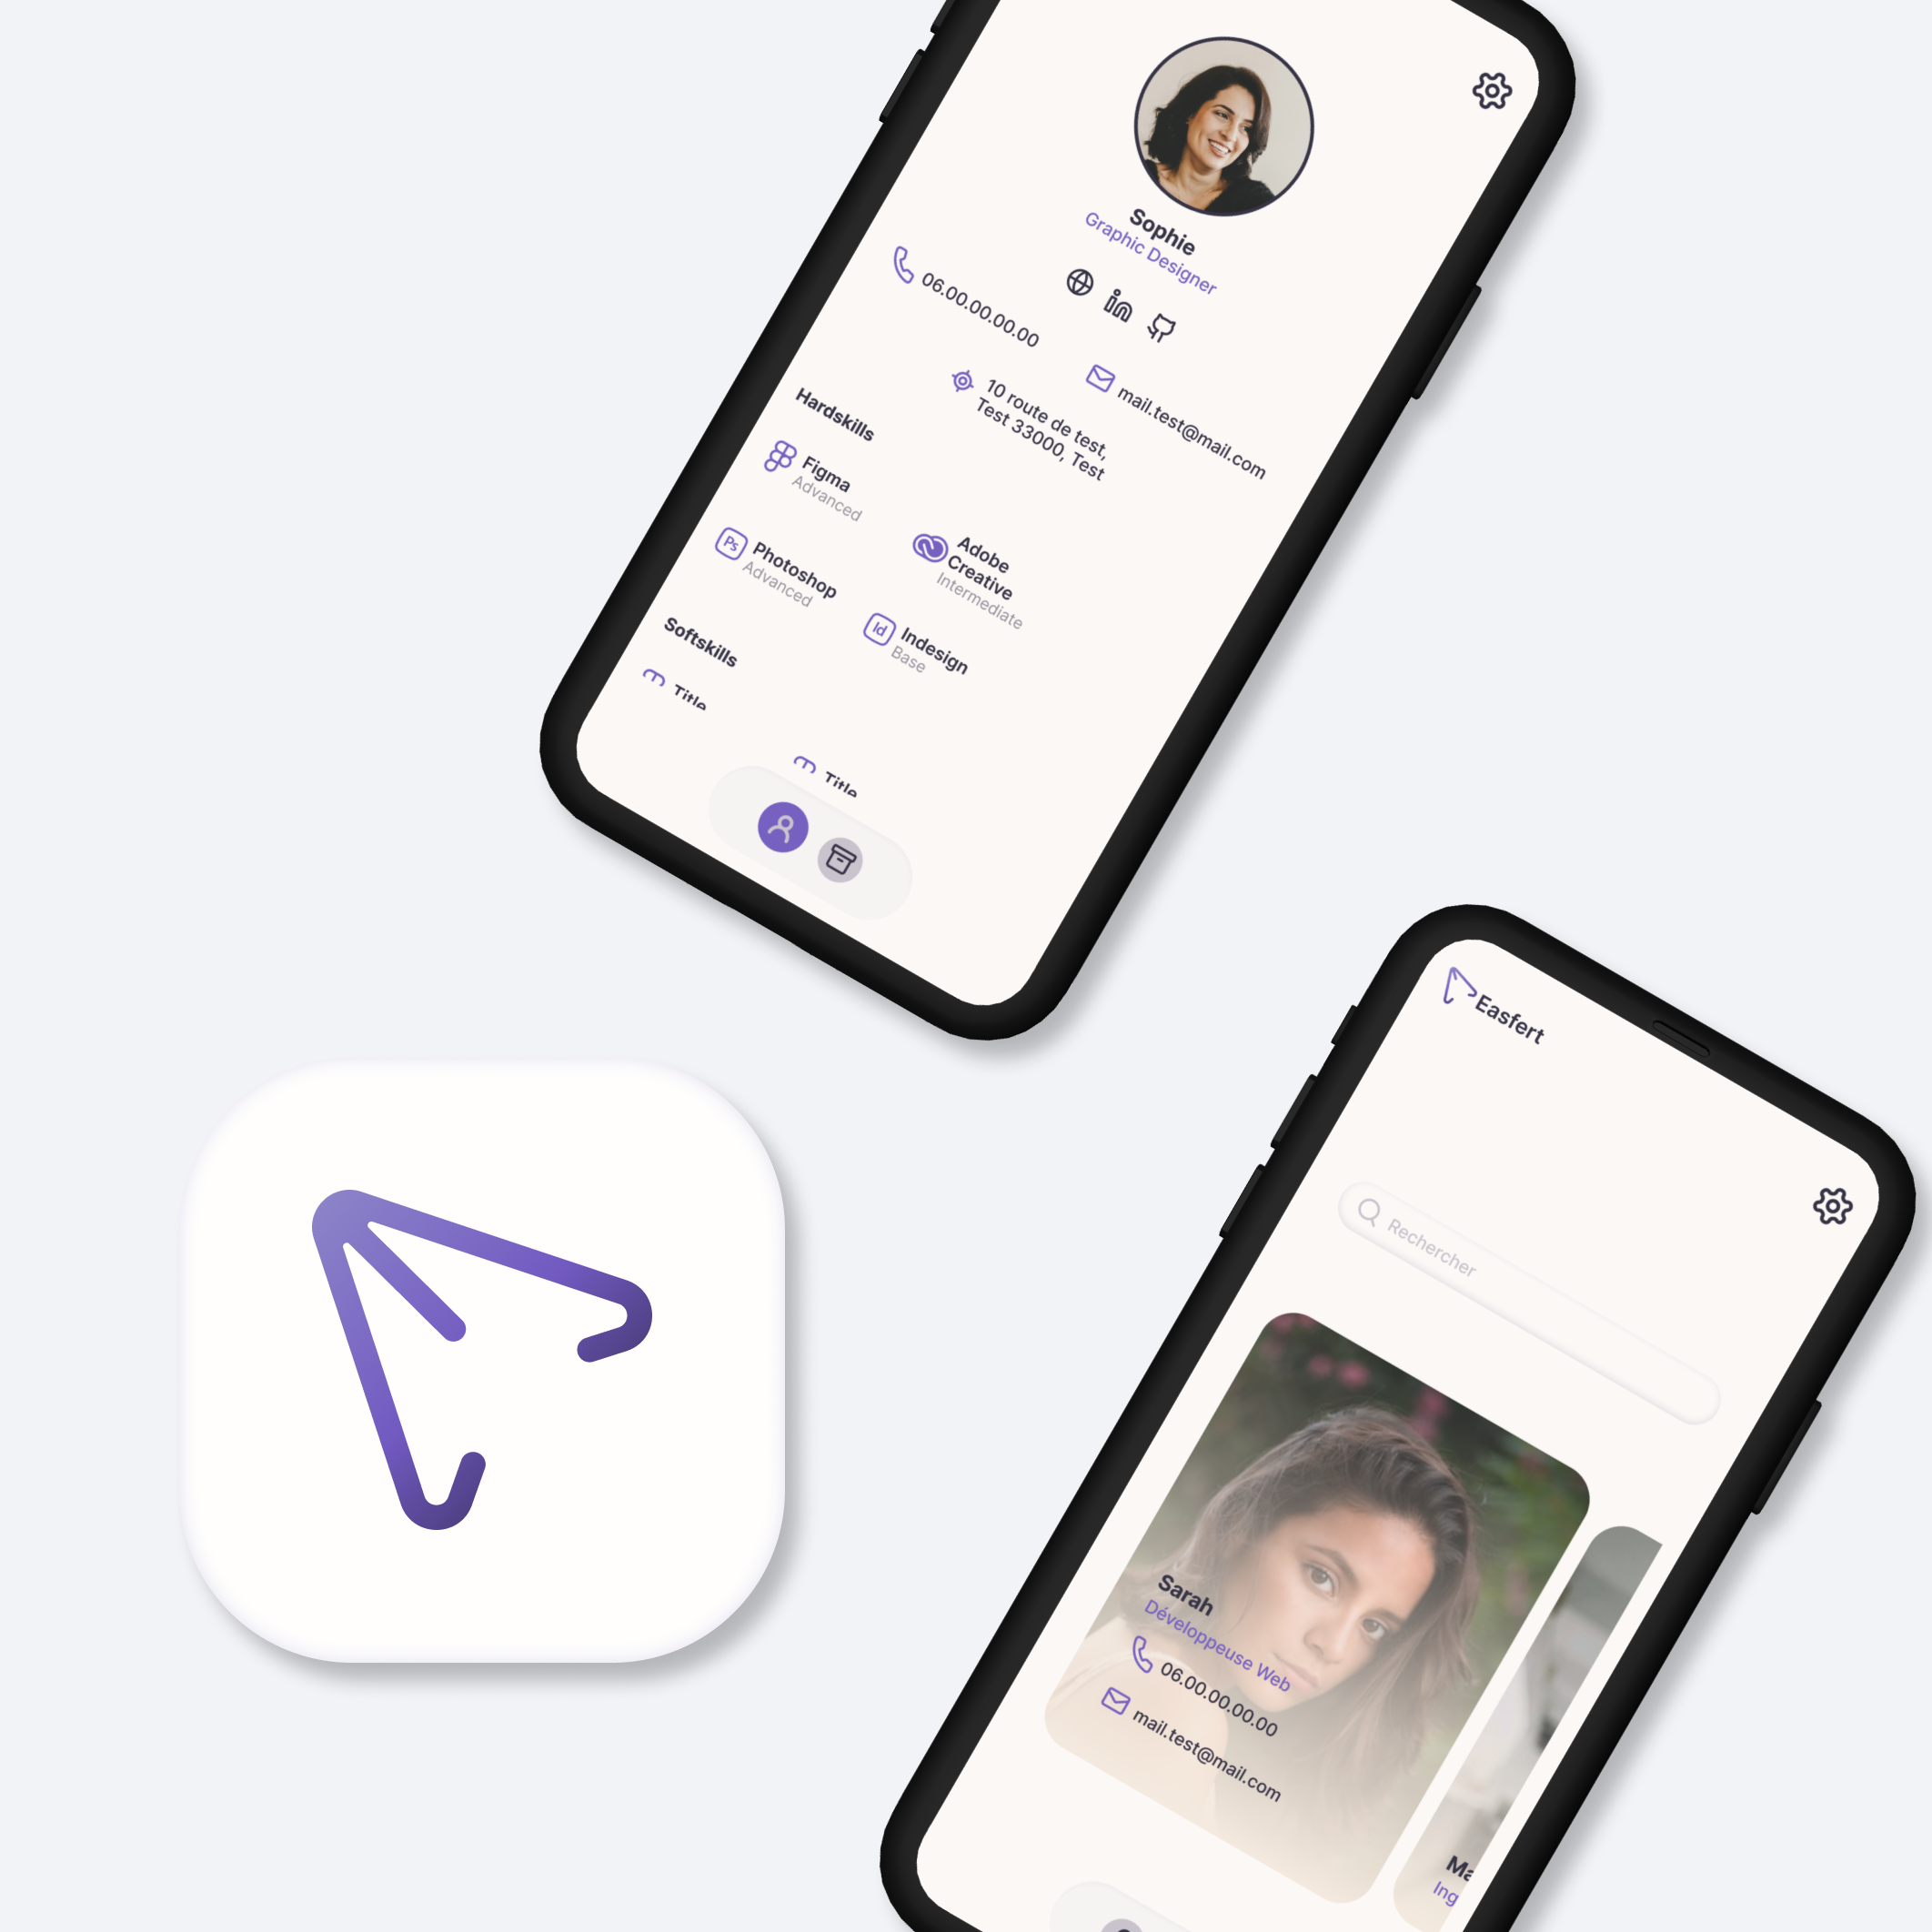 Sophie
Graphic Designer
06.00.00.00.00
mail.test@mail.com
10 route de test,
Test 33000, Test
Hardskills
Figma
Advanced
Adobe
Creative
Intermediate
Ps
Photoshop
Advanced
Id
Indesign
Base
Softskills
Title
Title
Easfert
Rechercher
Sarah
Développeuse Web
06.00.00.00.00
mail.test@mail.com
Ma
Ing